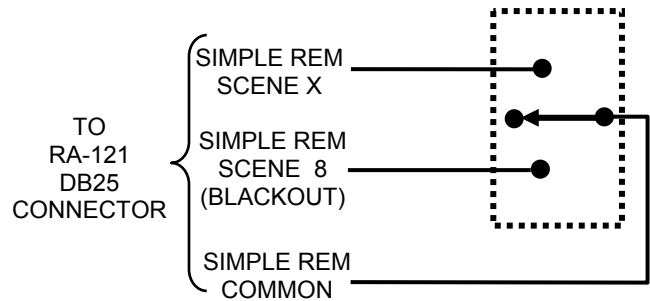 SIMPLE REM
SCENE X
TO
RA-121
DB25
CONNECTOR
SIMPLE REM
SCENE 8
(BLACKOUT)
SIMPLE REM
COMMON